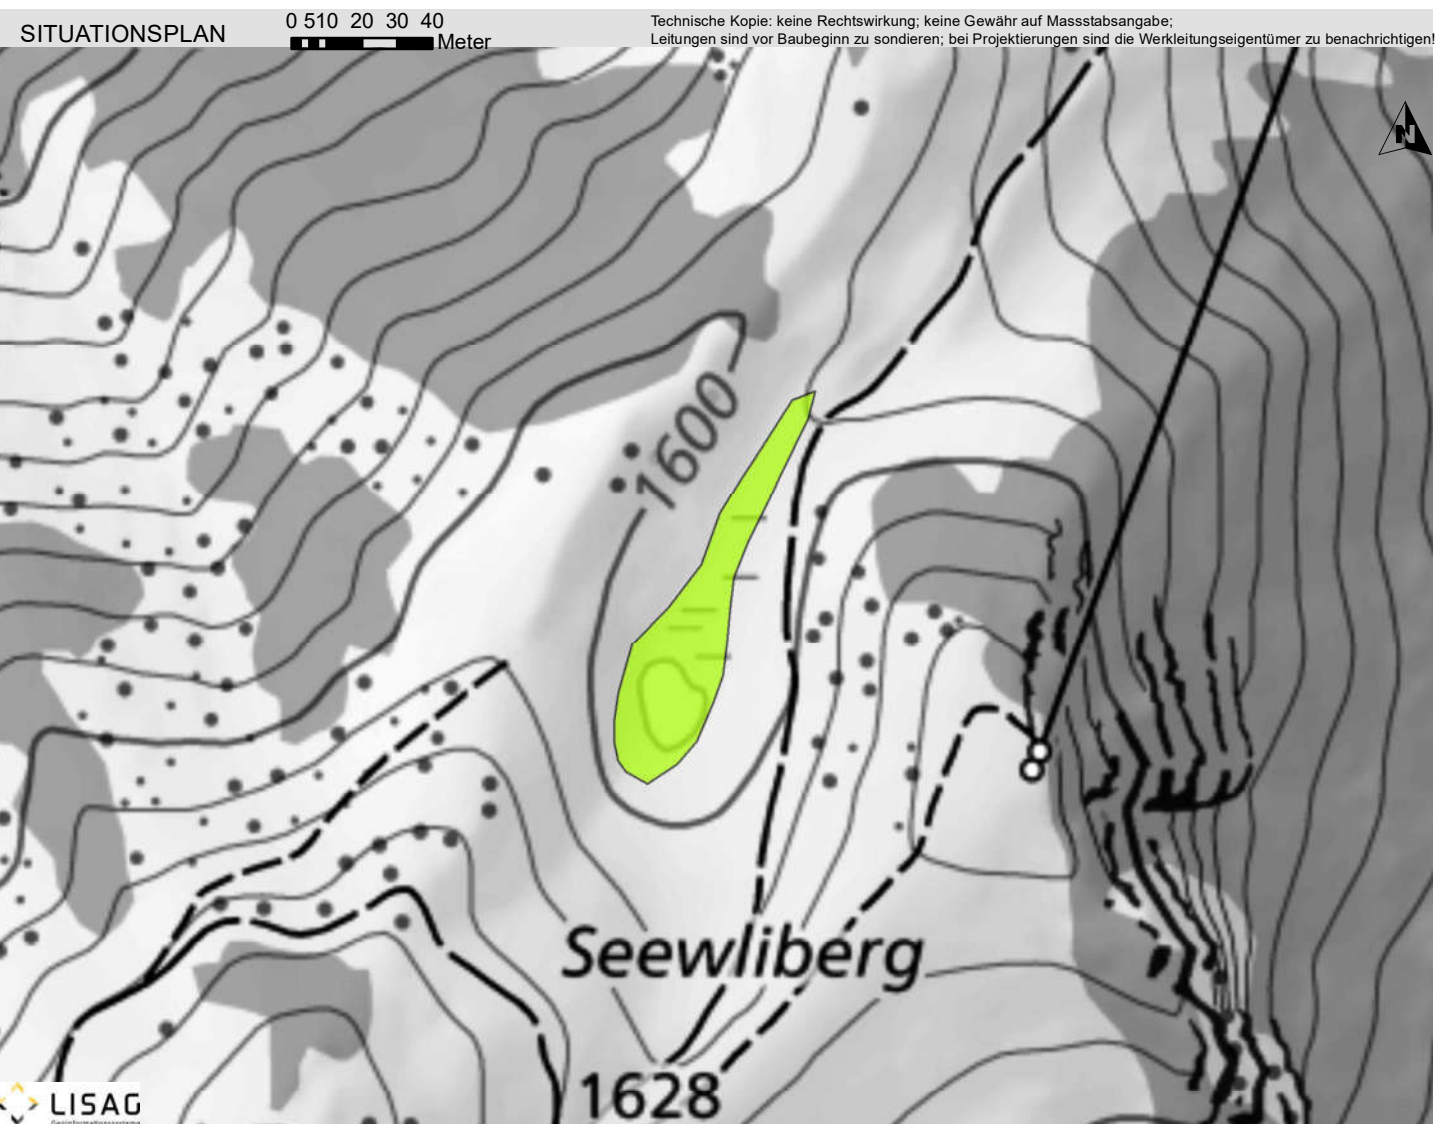 SITUATIONSPLAN
0 510 20 30 40
Meter
Technische Kopie: keine Rechtswirkung; keine Gewähr auf Massstabsangabe;
Leitungen sind vor Baubeginn zu sondieren; bei Projektierungen sind die Werkleitungseigentümer zu benachrichtigen!
N
1600
Seewliberg
1628
LISAG
Geoinformationssysteme